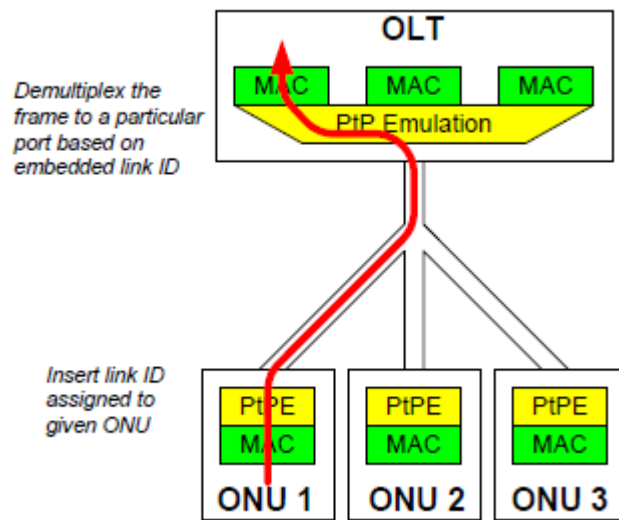 OLT
MAC MAC MAC
PtP Emulation
Demultiplex the
frame to a particular
port based on
embedded link ID
Insert link ID
assigned to
given ONU
PtPE PtPE PtPE
MAC MAC MAC
ONU 1 ONU 2 ONU 3